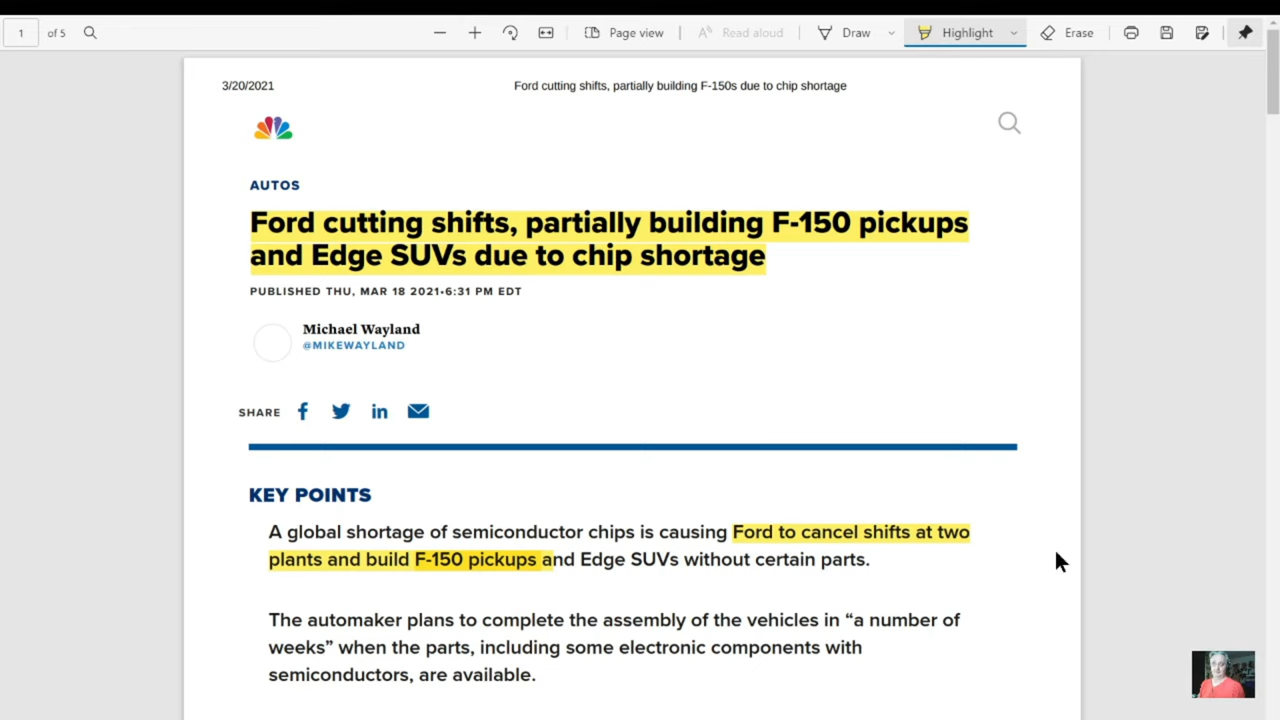 1 of 5 Page view Read aloud Draw Highlight Erase
3/20/2021 Ford cutting shifts, partially building F-150s due to chip shortage
AUTOS
Ford cutting shifts, partially building F-150 pickups
and Edge SUVs due to chip shortage
PUBLISHED THU, MAR 18 2021•6:31 PM EDT
Michael Wayland
@MIKEWAYLAND
SHARE
KEY POINTS
A global shortage of semiconductor chips is causing Ford to cancel shifts at two
plants and build F-150 pickups and Edge SUVs without certain parts.
The automaker plans to complete the assembly of the vehicles in “a number of
weeks” when the parts, including some electronic components with
semiconductors, are available.